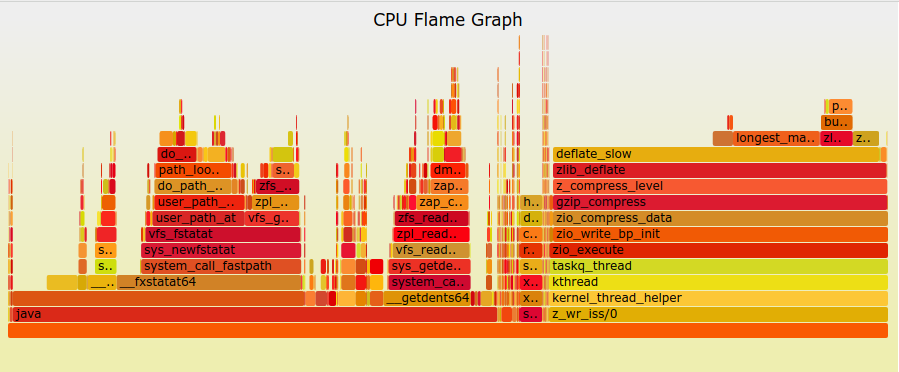 CPU Flame Graph
p..
bu..
longest_ma.. zl.. z..
do_.. deflate_slow
path_loo.. s.. dm.. zlib_deflate
do_path_.. zfs_.. zap.. z_compress_level
user_path_.. zpl_.. zap_c.. h.. gzip_compress
user_path_at vfs_g.. zfs_read.. d.. zio_compress_data
vfs_fstatat zpl_read.. c.. zio_write_bp_init
s.. sys_newfstat vfs_read.. r.. zio_execute
s.. system_call_fastpath sys_getde.. s.. taskq_thread
__.. __fxstatat64 system_ca.. x.. kthread
__getdents64 x.. kernel_thread_helper
java s.. z_wr_iss/0